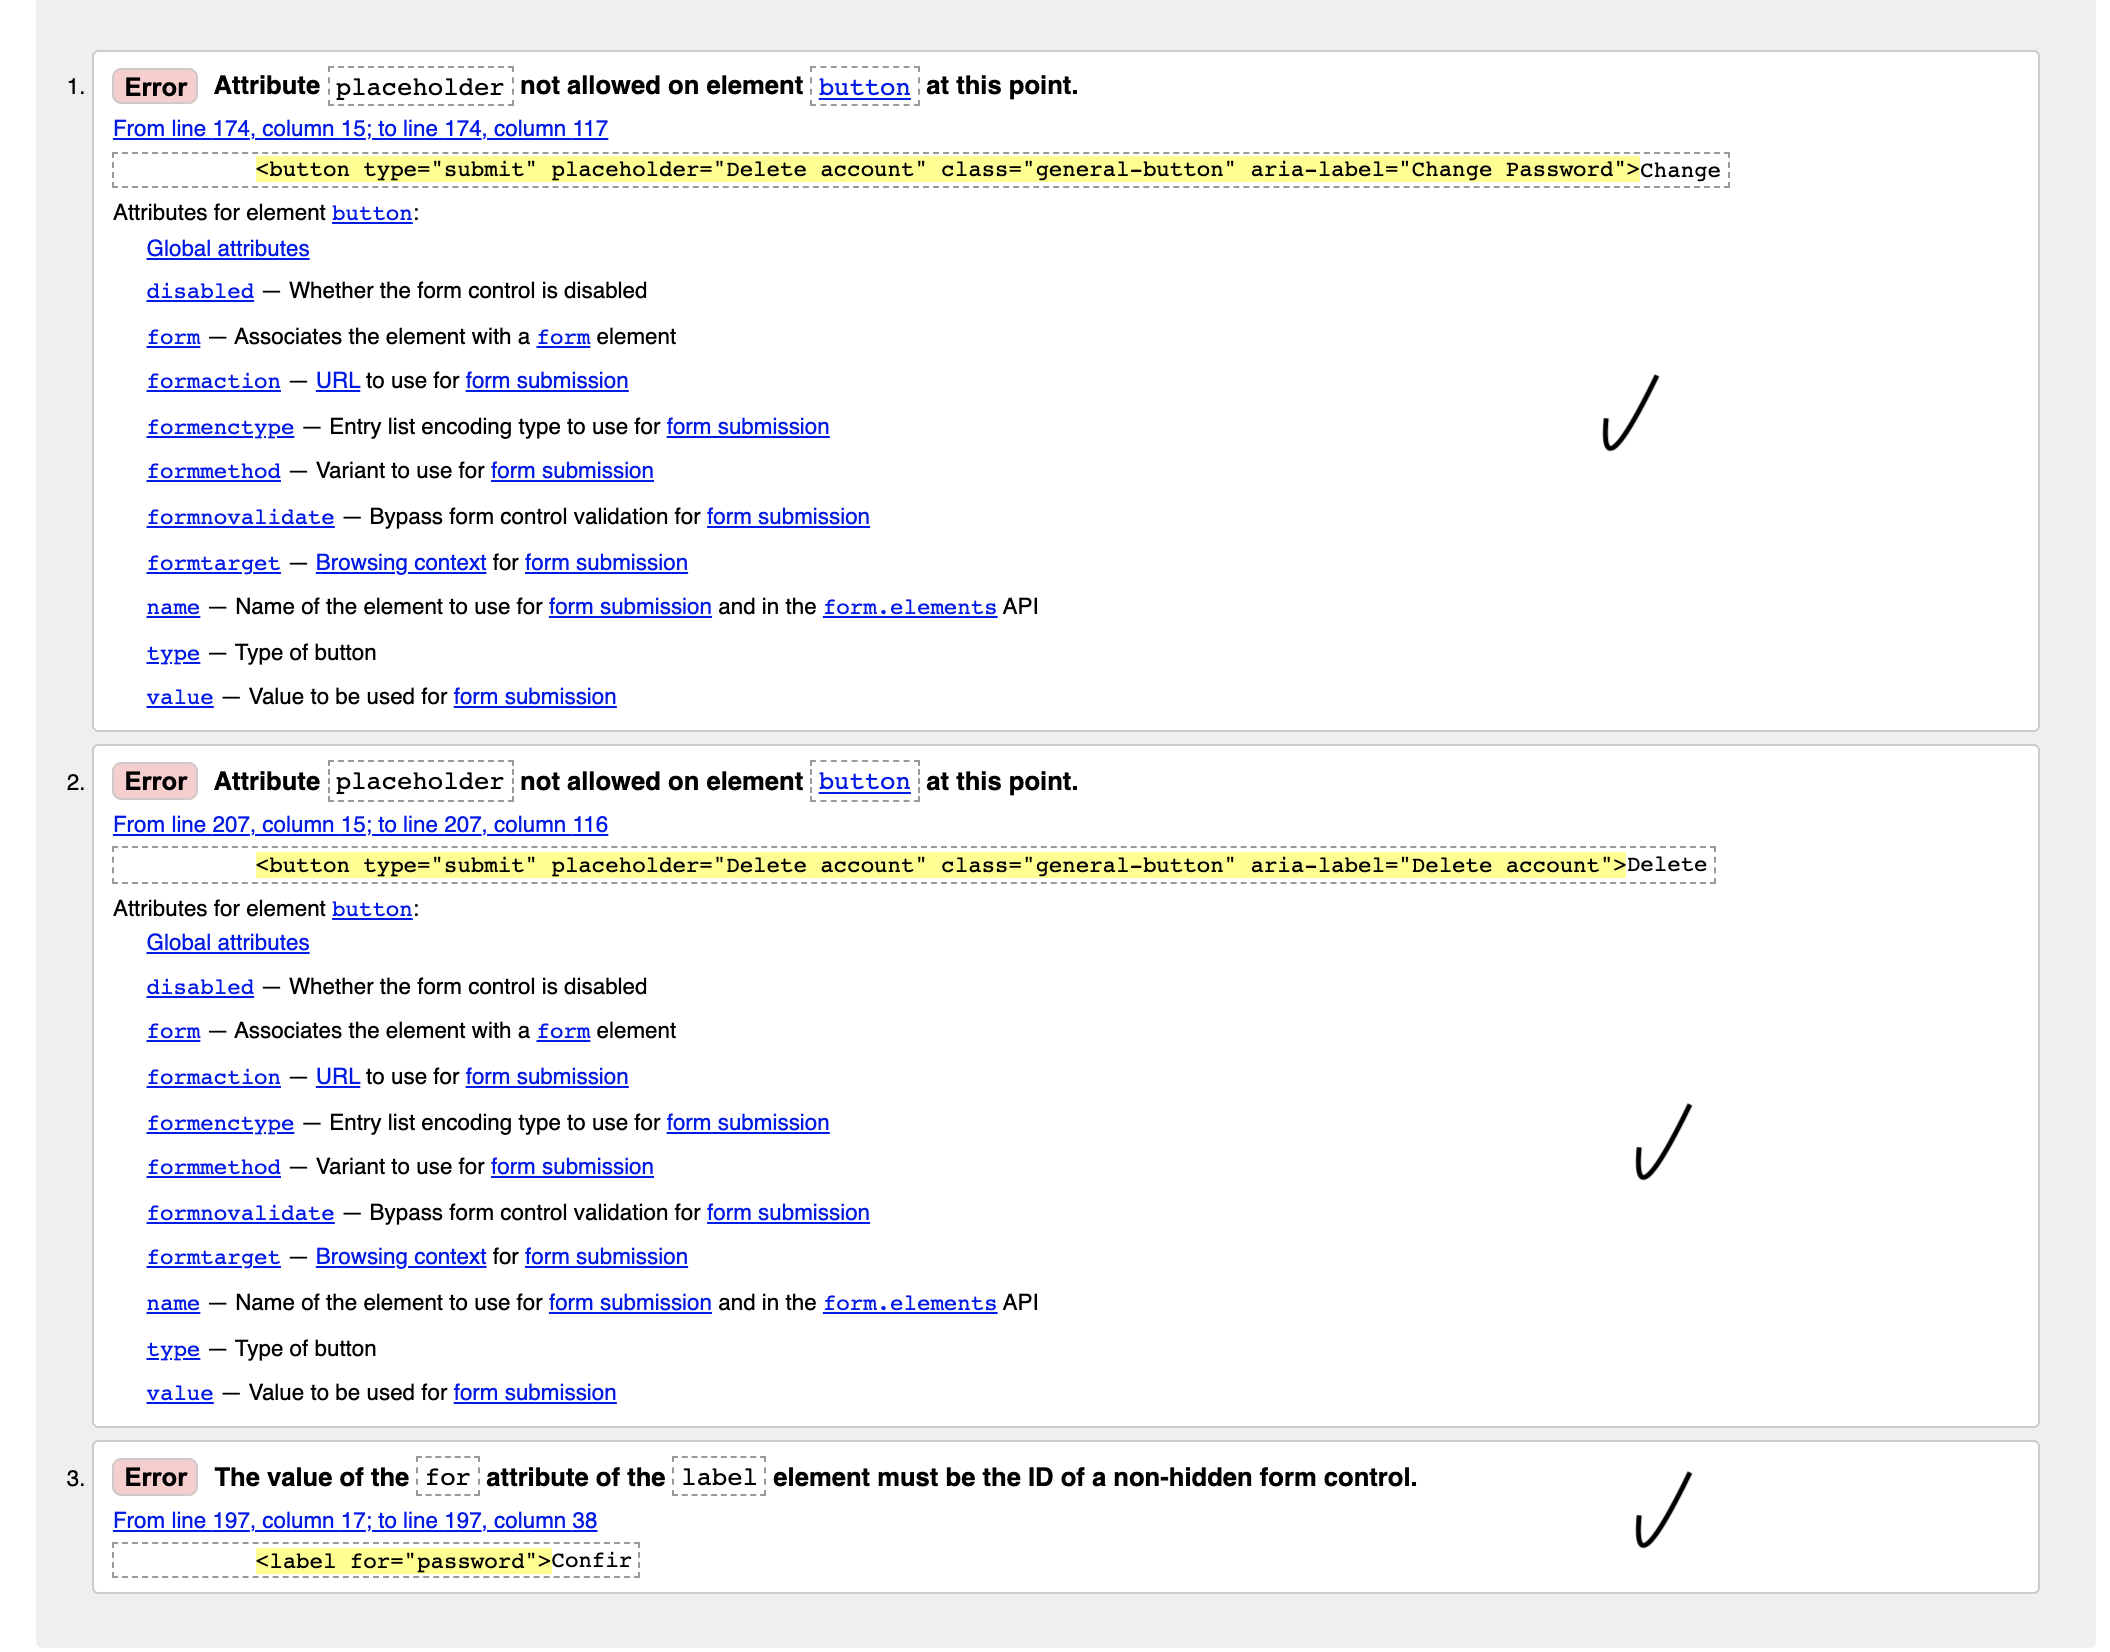 1. Error Attribute placeholder not allowed on element button at this point.
From line 174, column 15; to line 174, column 117
<button type="submit" placeholder="Delete account" class="general-button" aria-label="Change Password">Change
Attributes for element button:
Global attributes
disabled — Whether the form control is disabled
form — Associates the element with a form element
formaction — URL to use for form submission
formenctype — Entry list encoding type to use for form submission
formmethod — Variant to use for form submission
formnovalidate — Bypass form control validation for form submission
formtarget — Browsing context for form submission
name — Name of the element to use for form submission and in the form.elements API
type — Type of button
value — Value to be used for form submission
2. Error Attribute placeholder not allowed on element button at this point.
From line 207, column 15; to line 207, column 116
<button type="submit" placeholder="Delete account" class="general-button" aria-label="Delete account">Delete
Attributes for element button:
Global attributes
disabled — Whether the form control is disabled
form — Associates the element with a form element
formaction — URL to use for form submission
formenctype — Entry list encoding type to use for form submission
formmethod — Variant to use for form submission
formnovalidate — Bypass form control validation for form submission
formtarget — Browsing context for form submission
name — Name of the element to use for form submission and in the form.elements API
type — Type of button
value — Value to be used for form submission
3. Error The value of the for attribute of the label element must be the ID of a non-hidden form control.
From line 197, column 17; to line 197, column 38
<label for="password">Confir